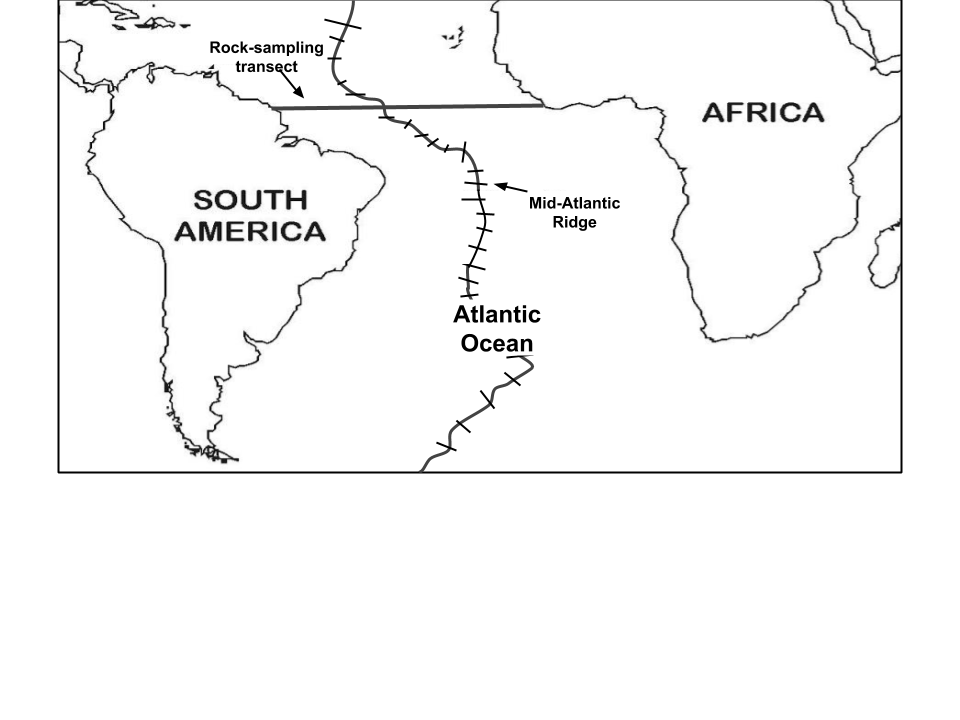 Rock-sampling
transect
AFRICA
SOUTH
AMERICA
Mid-Atlantic
Ridge
Atlantic
Ocean